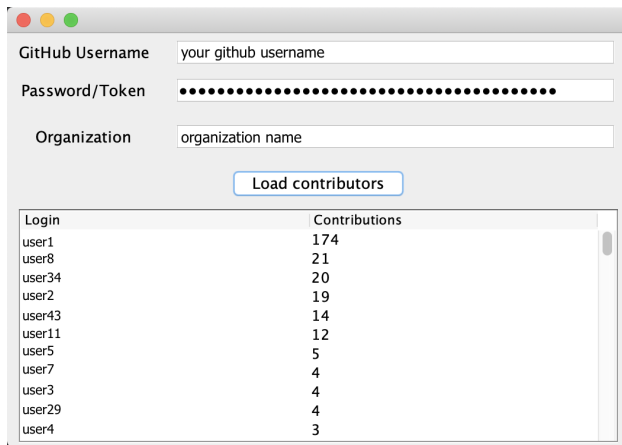 GitHub Username your github username
Password/Token ••••••••••••••••••••••••••••••••••••••••
Organization organization name
Load contributors
Login Contributions
user1 174
user8 21
user34 20
user2 19
user43 14
user11 12
user5 5
user7 4
user3 4
user29 4
user4 3